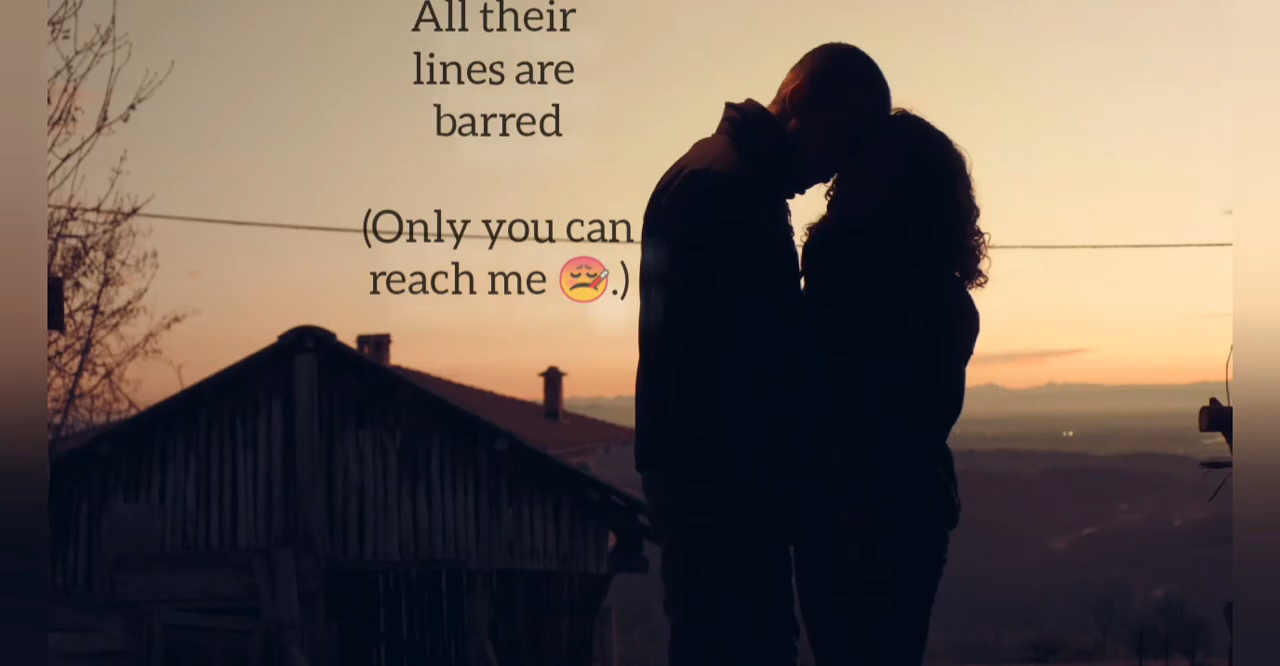 All their
lines are
barred
(Only you can
reach me 🤒.)